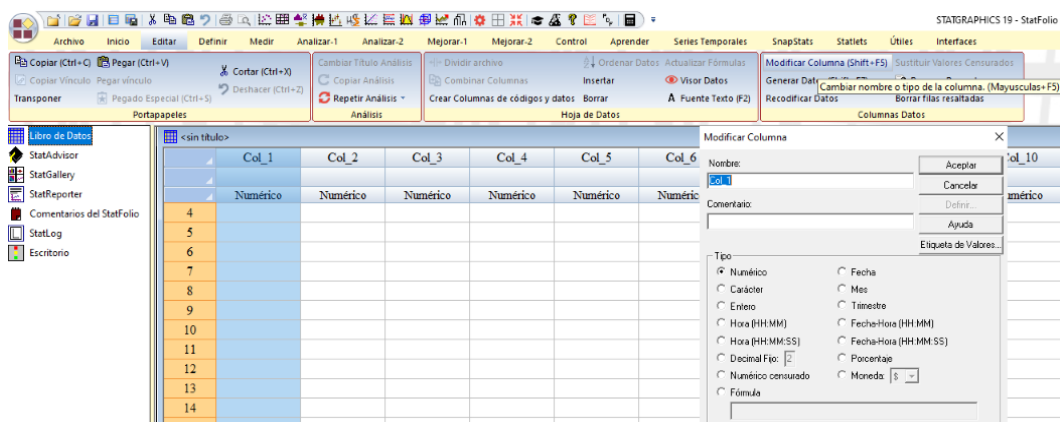 STATGRAPHICS 19 - StatFolio
Archivo Inicio Editar Definir Medir Analizar-1 Analizar-2 Mejorar-1 Mejorar-2 Control Aprender Series Temporales SnapStats Statlets Útiles Interfaces
Copiar (Ctrl+C) Pegar (Ctrl+V) Cortar (Ctrl+X) Cambiar Título Análisis Dividir archivo Ordenar Datos Actualizar Fórmulas Modificar Columna (Shift+F5) Sustituir Valores Censurados
Copiar Vínculo Pegar vínculo Deshacer (Ctrl+Z) Copiar Análisis Combinar Columnas Insertar Visor Datos Generar Datos
Cambiar nombre o tipo de la columna. (Mayusculas+F5)
Transponer Pegado Especial (Ctrl+S) Repetir Análisis Crear Columnas de códigos y datos Borrar Fuente Texto (F2) Recodificar Datos Borrar filas resaltadas
Portapapeles Análisis Hoja de Datos Columnas Datos
Libro de Datos
StatAdvisor
StatGallery
StatReporter
Comentarios del StatFolio
StatLog
Escritorio
<sin título>
Col_1 Col_2 Col_3 Col_4 Col_5 Col_6 Col_10
Numérico Numérico Numérico Numérico Numérico
4
5
6
7
8
9
10
11
12
13
14
Modificar Columna
Nombre:
Col_1
Comentario:
Aceptar
Cancelar
Definir...
Ayuda
Etiqueta de Valores...
Tipo
Numérico Fecha
Carácter Mes
Entero Trimestre
Hora (HH:MM) Fecha-Hora (HH:MM)
Hora (HH:MM:SS) Fecha-Hora (HH:MM:SS)
Decimal Fijo: 2 Porcentaje
Numérico censurado Moneda: $
Fórmula